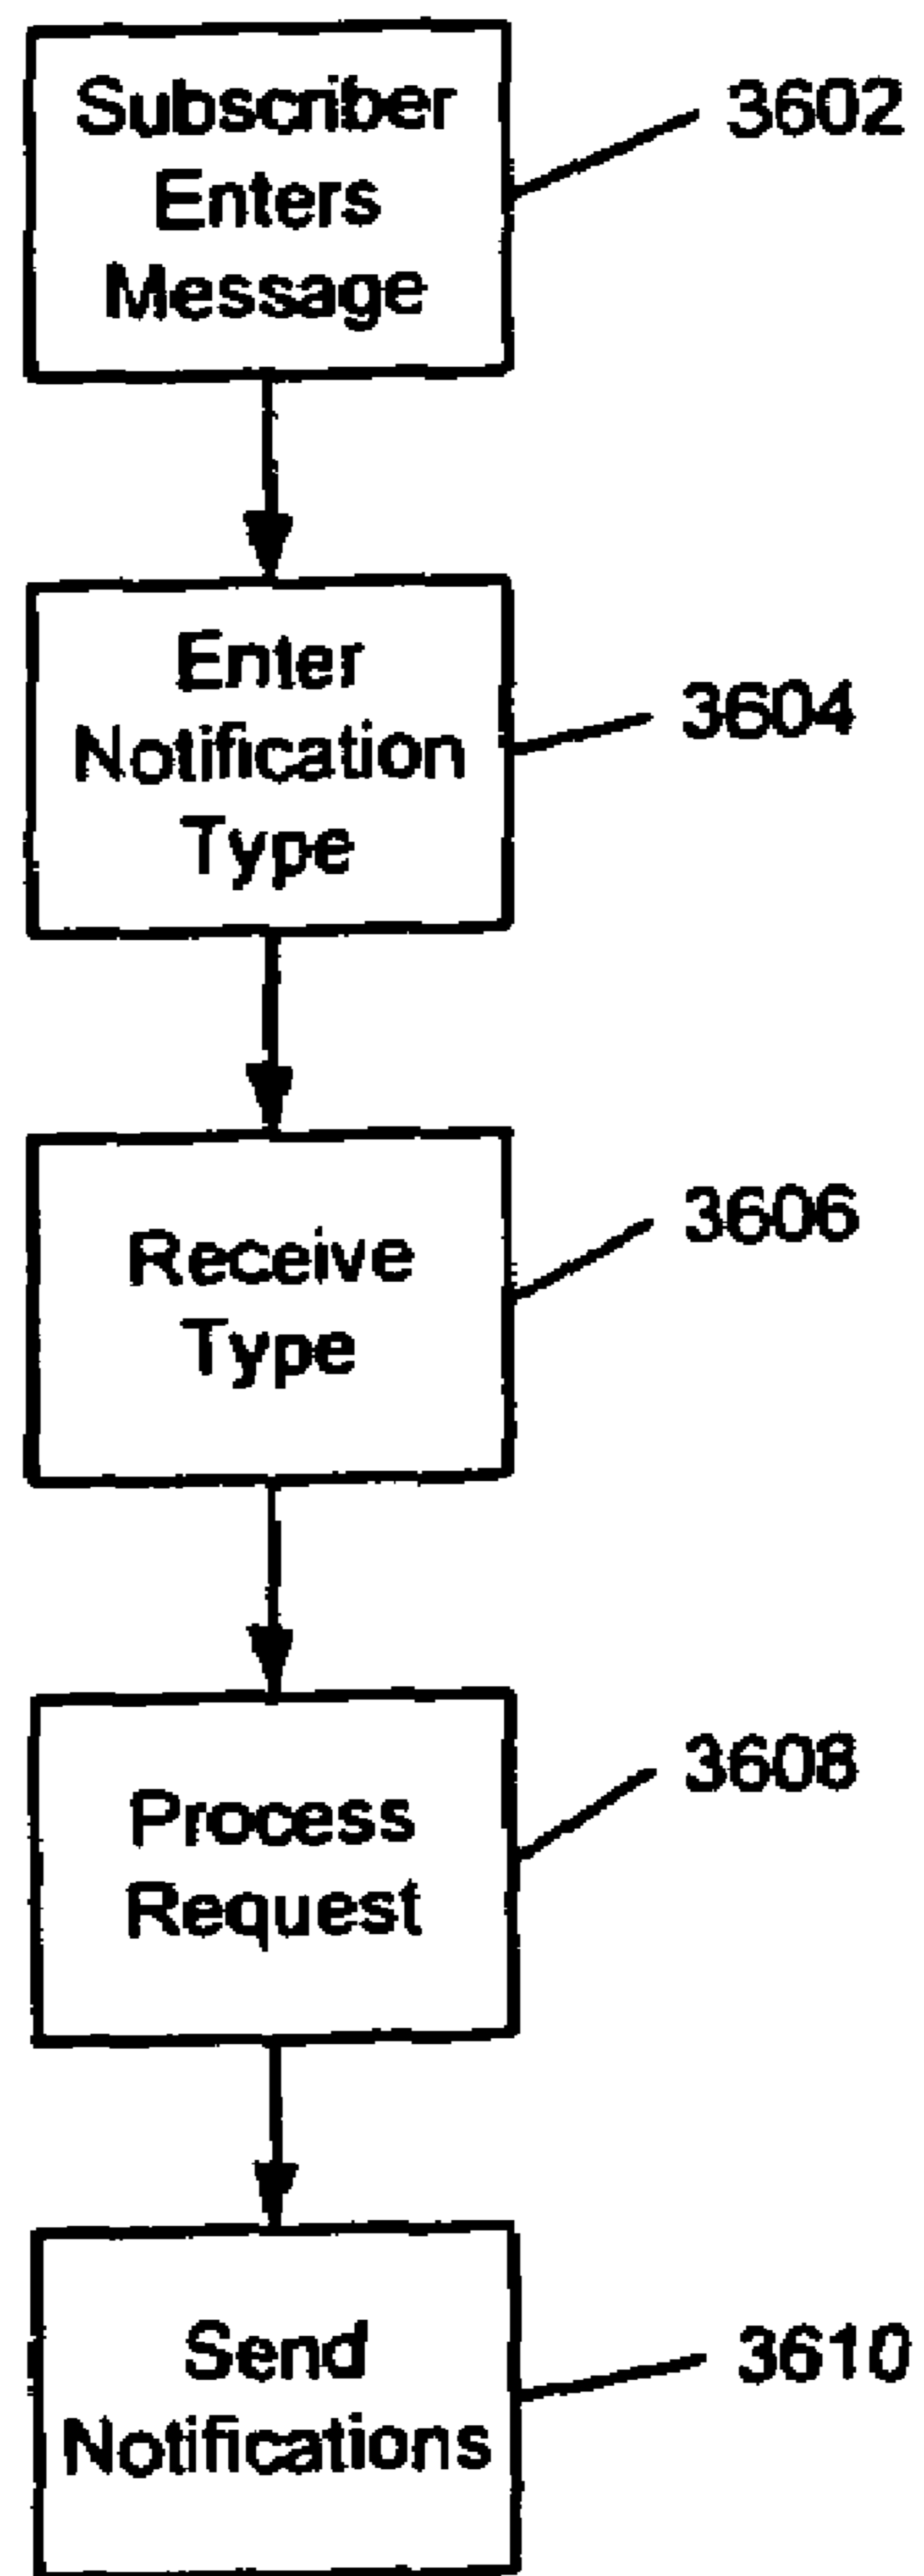 Subscriber
Enters
Message
3602
Enter
Notification
Type
3604
Receive
Type
3606
Process
Request
3608
Send
Notifications
3610